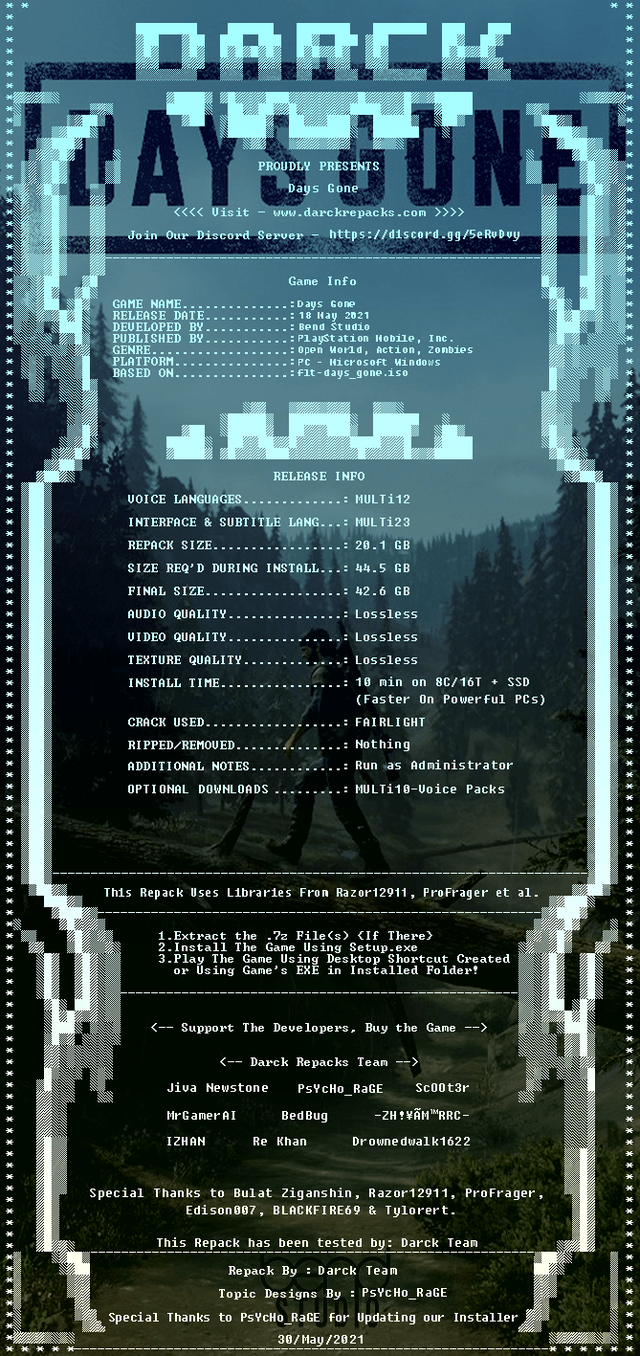 DARCK
DAYS GONE
PROUDLY PRESENTS
Days Gone
<<<< Visit - www.darckrepacks.com >>>>
Join Our Discord Server - https://d1scord.gg/5eRvDvy
Game Info
GAME NAME..............:Days Gone
RELEASE DATE...........:18 May 2021
DEVELOPED BY...........:Bend Studio
PUBLISHED BY...........:PlayStation Mobile, Inc.
GENRE..................:Open World, Action, Zombies
PLATFORM...............:PC - Microsoft Windows
BASED ON...............:flt-days_gone.iso
RELEASE INFO
VOICE LANGUAGES.............: MULTi12
INTERFACE & SUBTITLE LANG...: MULTi23
REPACK SIZE.................: 20.1 GB
SIZE REQ'D DURING INSTALL...: 44.5 GB
FINAL SIZE..................: 42.6 GB
AUDIO QUALITY...............: Lossless
VIDEO QUALITY...............: Lossless
TEXTURE QUALITY.............: Lossless
INSTALL TIME................: 10 min on 8C/16T + SSD
(Faster On Powerful PCs)
CRACK USED..................: FAIRLIGHT
RIPPED/REMOVED..............: Nothing
ADDITIONAL NOTES............: Run as Administrator
OPTIONAL DOWNLOADS .........: MULTi10-Voice Packs
This Repack Uses Libraries From Razor12911, ProFrager et al.
1.Extract the .7z File(s) {If There}
2.Install The Game Using Setup.exe
3.Play The Game Using Desktop Shortcut Created
or Using Game's EXE in Installed Folder!
<-- Support The Developers, Buy the Game -->
<-- Darck Repacks Team -->
Jiva Newstone PsYcHo_RaGE ScOOt3r
MrGamerAI BedBug -ZH!¥ÃM™RRC-
IZHAN Re Khan Drownedwalk1622
Special Thanks to Bulat Ziganshin, Razor12911, ProFrager,
Edison007, BLACKFIRE69 & Tylorert.
This Repack has been tested by: Darck Team
Repack By : Darck Team
Topic Designs By : PsYcHo_RaGE
STUDIO
Special Thanks to PsYcHo_RaGE for Updating our Installer
30/May/2021